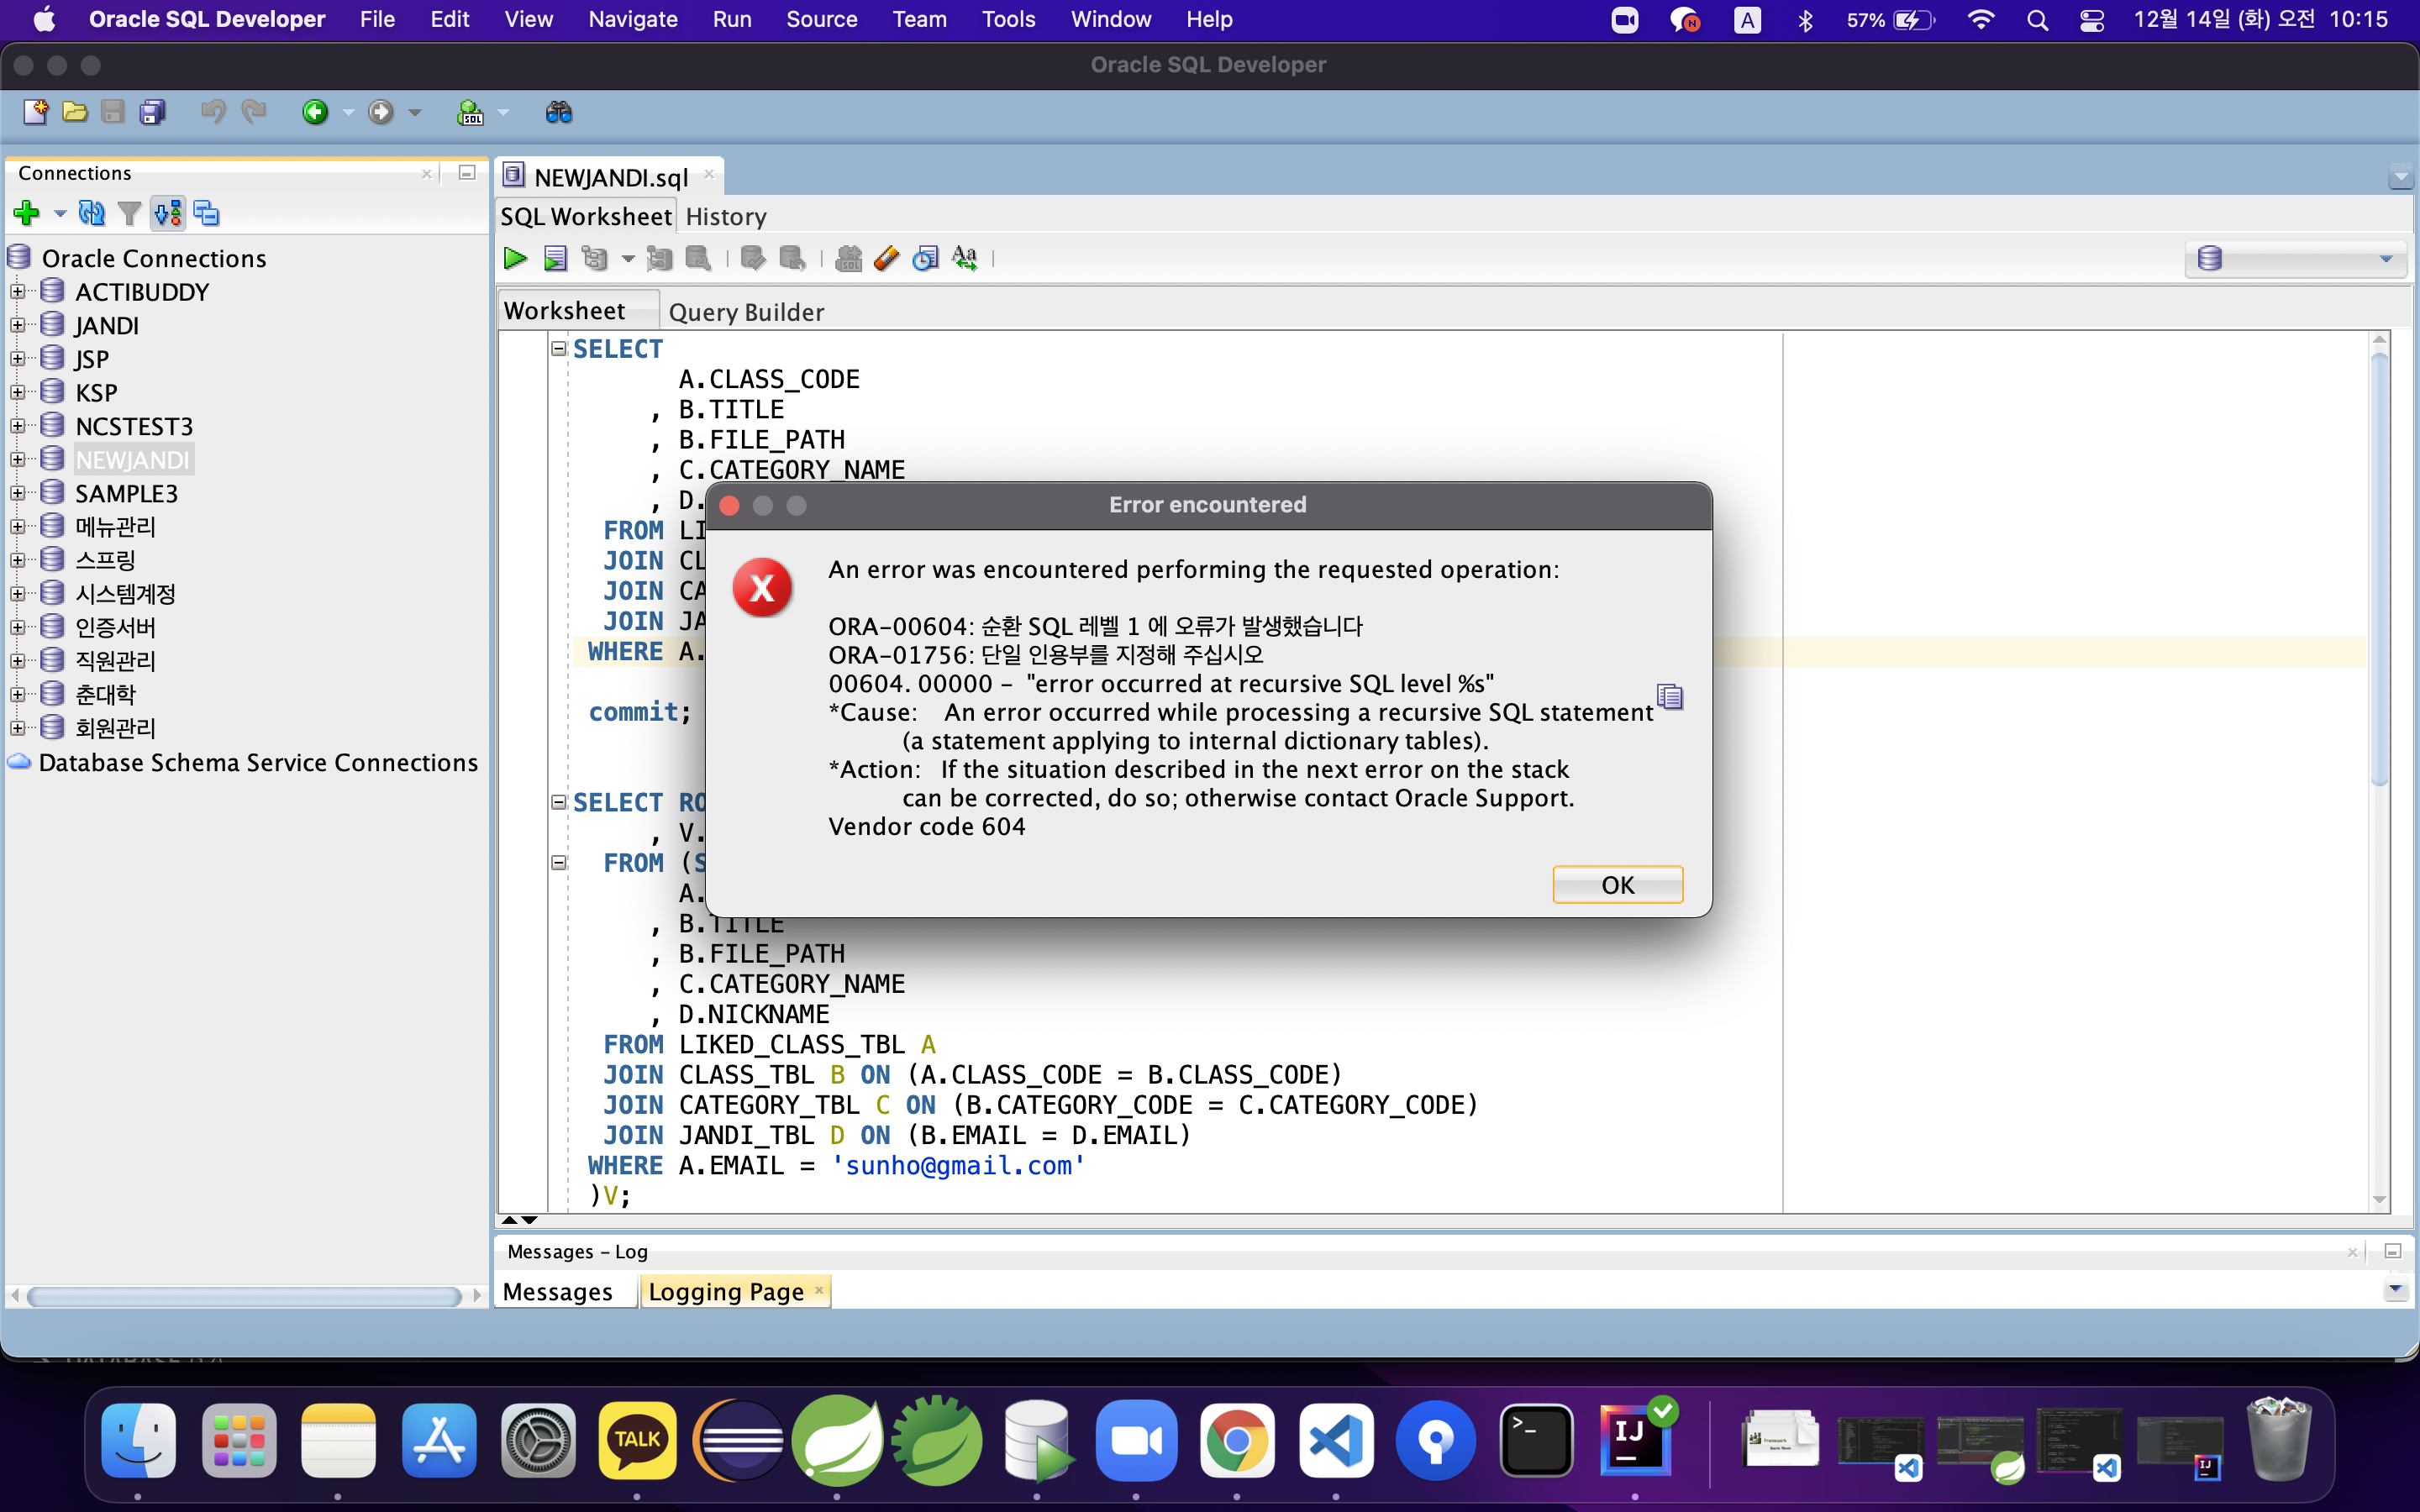 Oracle SQL Developer File Edit View Navigate Run Source Team Tools Window Help A 57% 12월 14일 (화) 오전 10:15
Oracle SQL Developer
Connections
Oracle Connections
ACTIBUDDY
JANDI
JSP
KSP
NCSTEST3
NEWJANDI
SAMPLE3
메뉴관리
스프링
시스템계정
인증서버
직원관리
춘대학
회원관리
Database Schema Service Connections
NEWJANDI.sql
SQL Worksheet History
Worksheet Query Builder
SELECT
A.CLASS_CODE
, B.TITLE
, B.FILE_PATH
, C.CATEGORY_NAME
, D.
FROM LI
JOIN CL
JOIN CA
JOIN JA
WHERE A.
commit;
SELECT RO
, V.
FROM (S
A.
, B.TITLE
, B.FILE_PATH
, C.CATEGORY_NAME
, D.NICKNAME
FROM LIKED_CLASS_TBL A
JOIN CLASS_TBL B ON (A.CLASS_CODE = B.CLASS_CODE)
JOIN CATEGORY_TBL C ON (B.CATEGORY_CODE = C.CATEGORY_CODE)
JOIN JANDI_TBL D ON (B.EMAIL = D.EMAIL)
WHERE A.EMAIL = 'sunho@gmail.com'
)V;
Error encountered
An error was encountered performing the requested operation:
ORA-00604: 순환 SQL 레벨 1 에 오류가 발생했습니다
ORA-01756: 단일 인용부를 지정해 주십시오
00604. 00000 - "error occurred at recursive SQL level %s"
*Cause: An error occurred while processing a recursive SQL statement
(a statement applying to internal dictionary tables).
*Action: If the situation described in the next error on the stack
can be corrected, do so; otherwise contact Oracle Support.
Vendor code 604
OK
Messages - Log
Messages Logging Page
TALK
IJ